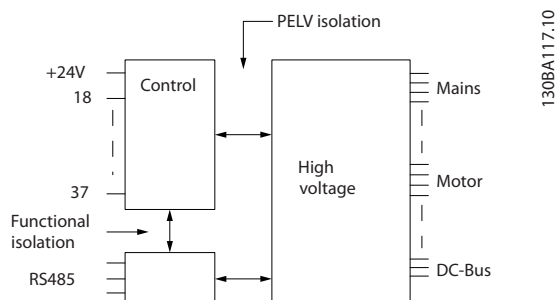 PELV isolation
+24V
Control
Mains
18
High
voltage
Motor
37
Functional
isolation
RS485
DC-Bus
130BA117.10